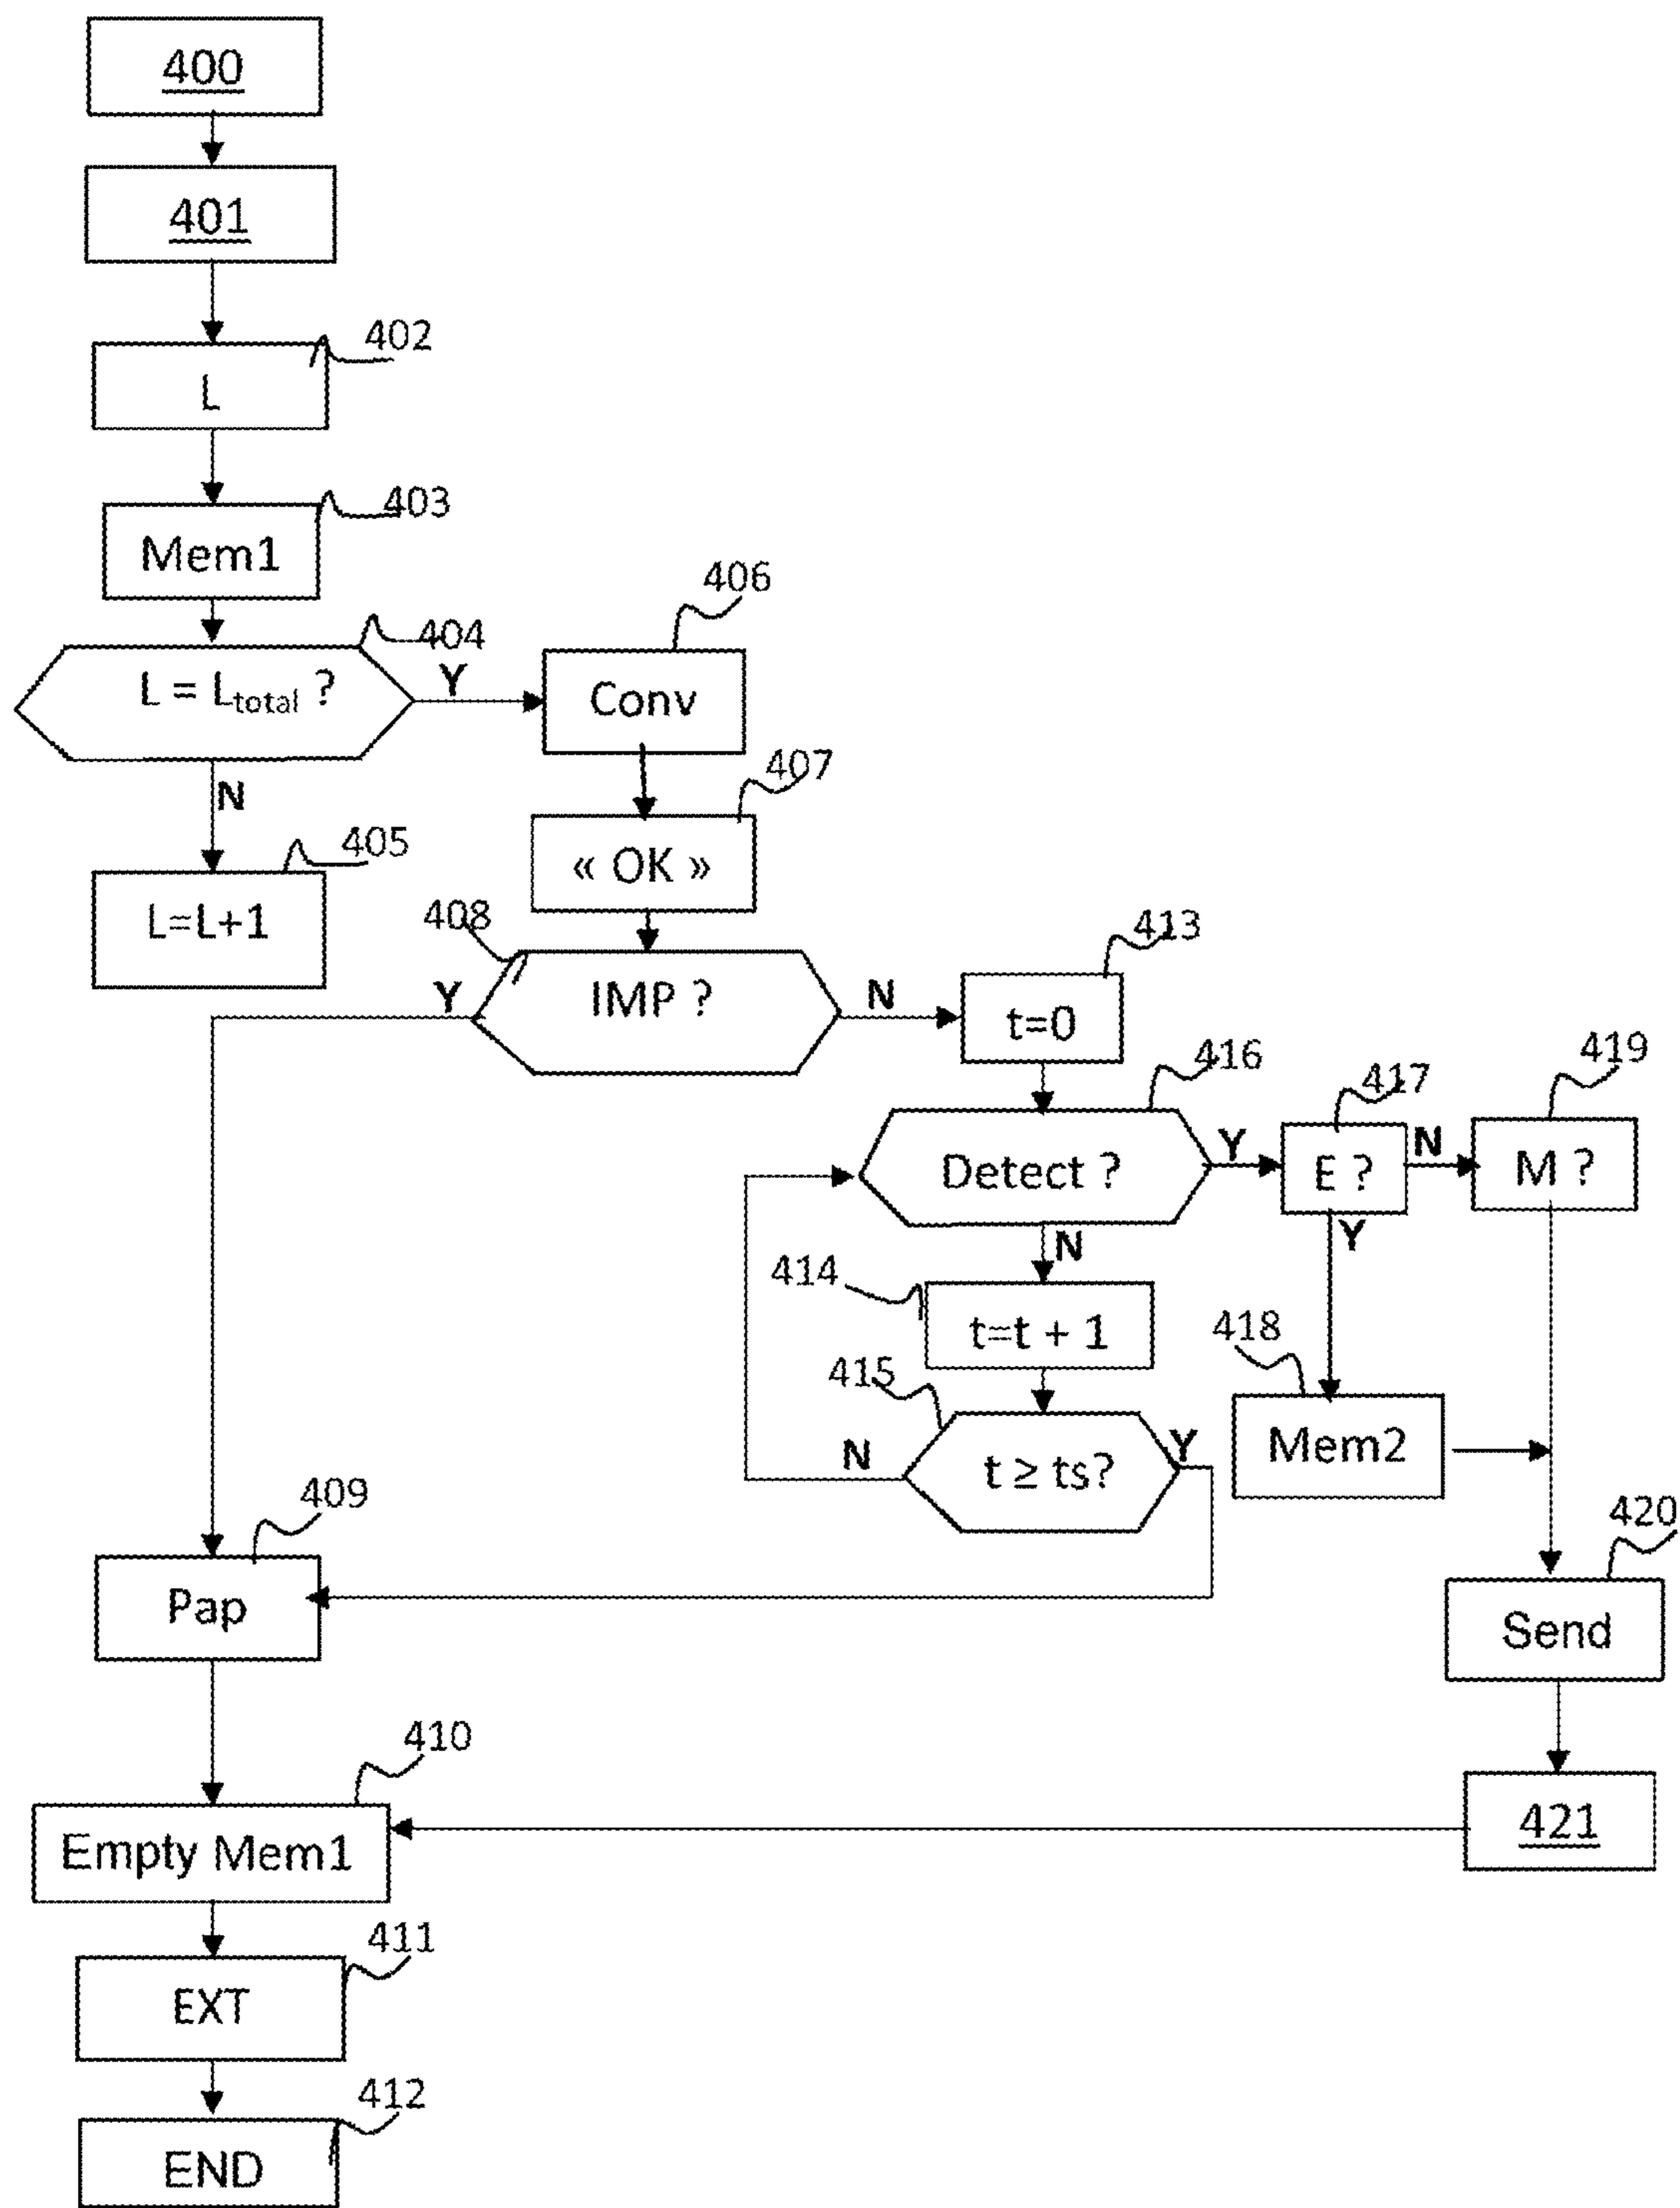 400
401
402
L
403
Mem1
404
L = Ltotal ?
Y
N
405
L=L+1
406
Conv
407
« OK »
408
Y
IMP ?
N
413
t=0
416
Detect ?
Y
N
417
E ?
N
Y
419
M ?
414
t=t + 1
415
N
t ≥ ts?
Y
418
Mem2
409
Pap
420
Send
410
Empty Mem1
421
411
EXT
412
END